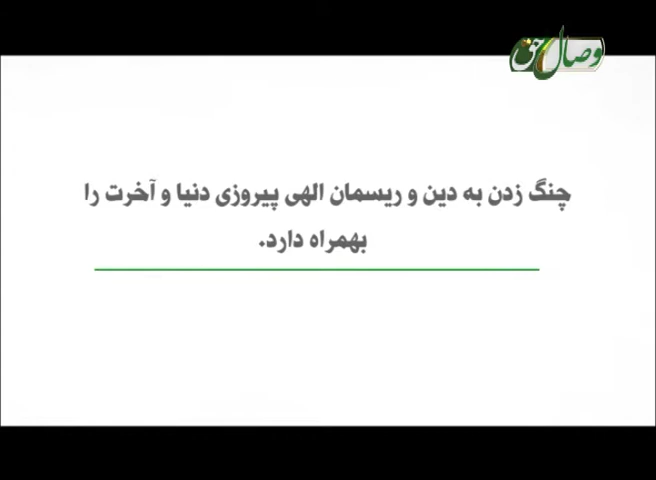 وصال حق
چنگ زدن به دین و ریسمان الهی پیروزی دنیا و آخرت را
بهمراه دارد.